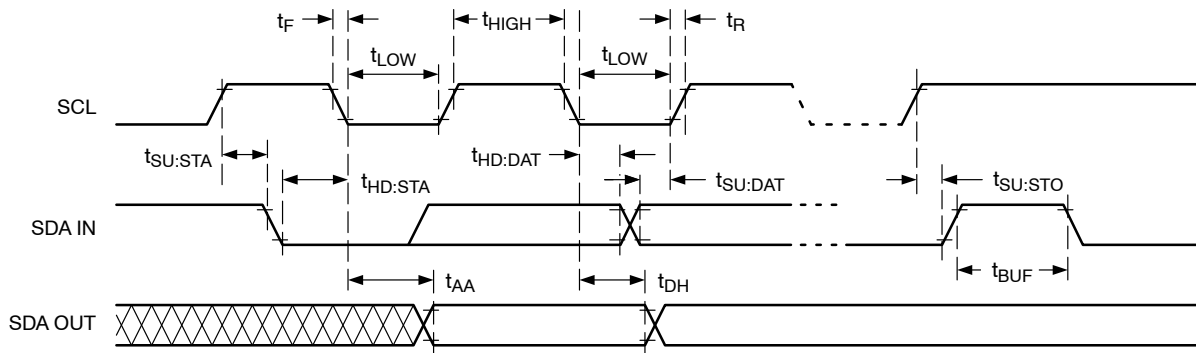 tF
tHIGH
tR
tLOW
tLOW
SCL
tSU:STA
tHD:DAT
tHD:STA
tSU:DAT
tSU:STO
SDA IN
tAA
tDH
tBUF
SDA OUT